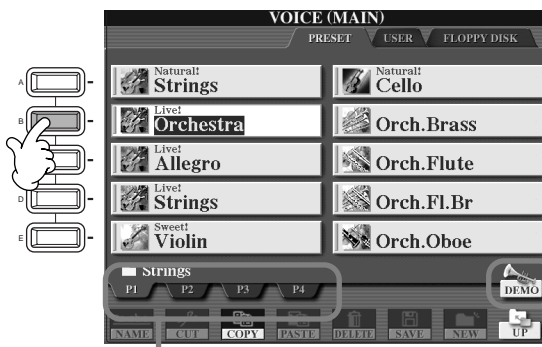 VOICE (MAIN)
PRESET USER FLOPPY DISK
A
Natural! Strings
Natural! Cello
B
Live! Orchestra
Orch.Brass
Live! Allegro
Orch.Flute
D
Live! Strings
Orch.Fl.Br
E
Sweet! Violin
Orch.Oboe
Strings
P1 P2 P3 P4
DEMO
NAME CUT COPY PASTE DELETE SAVE NEW UP